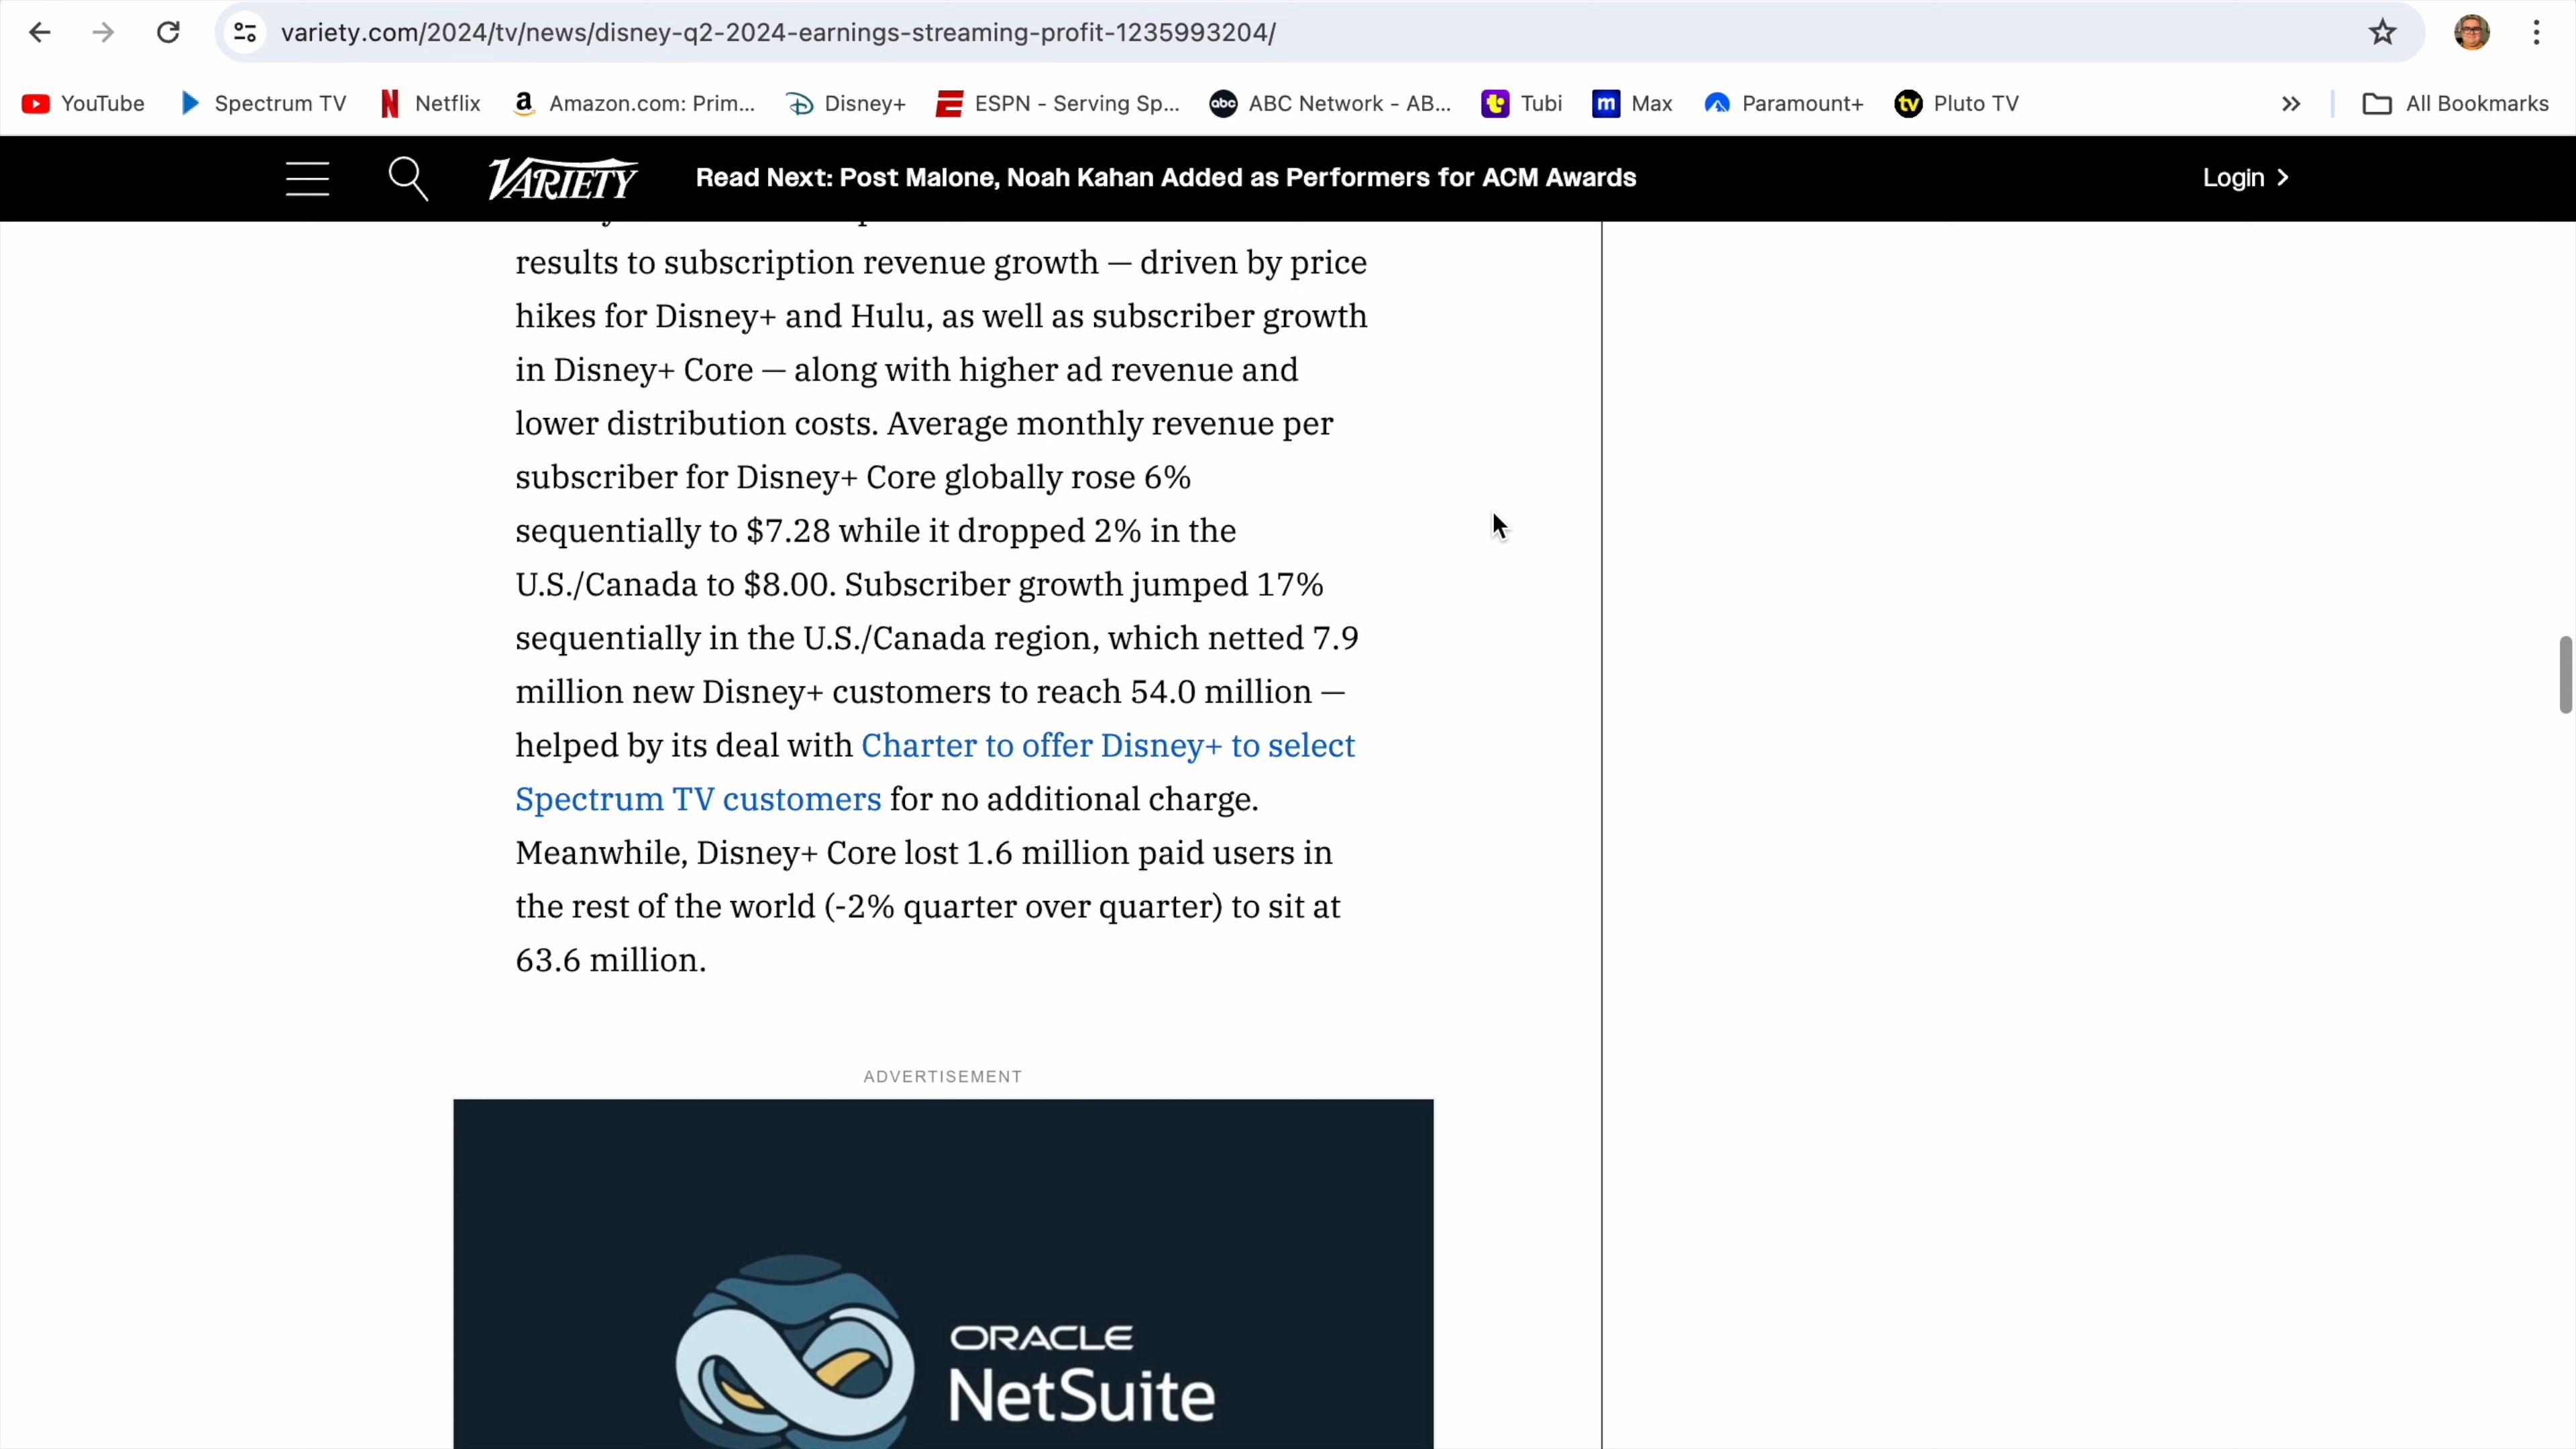 variety.com/2024/tv/news/disney-q2-2024-earnings-streaming-profit-1235993204/
YouTube Spectrum TV Netflix Amazon.com: Prim... Disney+ ESPN - Serving Sp... ABC Network - AB... Tubi Max Paramount+ Pluto TV All Bookmarks
VARIETY Read Next: Post Malone, Noah Kahan Added as Performers for ACM Awards Login
results to subscription revenue growth — driven by price
hikes for Disney+ and Hulu, as well as subscriber growth
in Disney+ Core — along with higher ad revenue and
lower distribution costs. Average monthly revenue per
subscriber for Disney+ Core globally rose 6%
sequentially to $7.28 while it dropped 2% in the
U.S./Canada to $8.00. Subscriber growth jumped 17%
sequentially in the U.S./Canada region, which netted 7.9
million new Disney+ customers to reach 54.0 million —
helped by its deal with Charter to offer Disney+ to select
Spectrum TV customers for no additional charge.
Meanwhile, Disney+ Core lost 1.6 million paid users in
the rest of the world (-2% quarter over quarter) to sit at
63.6 million.
ADVERTISEMENT
ORACLE
NetSuite